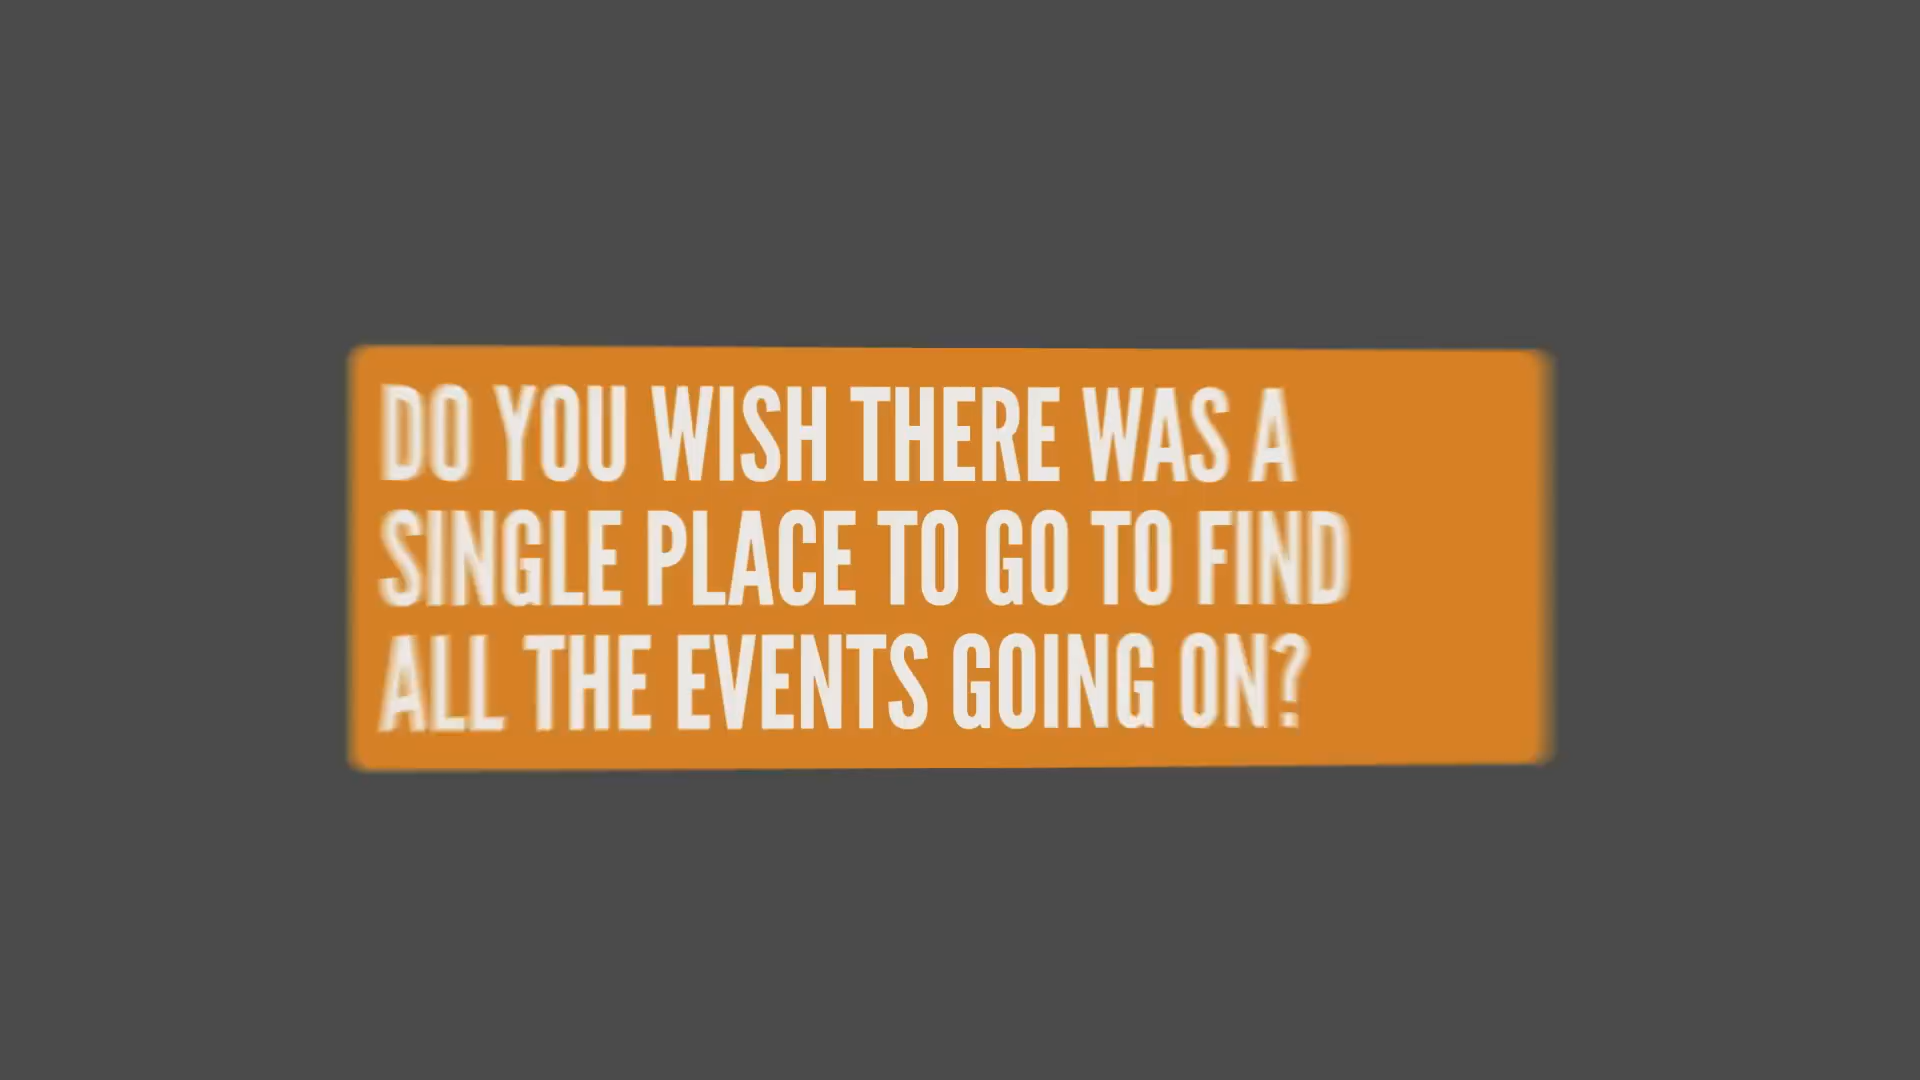 DO YOU WISH THERE WAS A
SINGLE PLACE TO GO TO FIND
ALL THE EVENTS GOING ON?